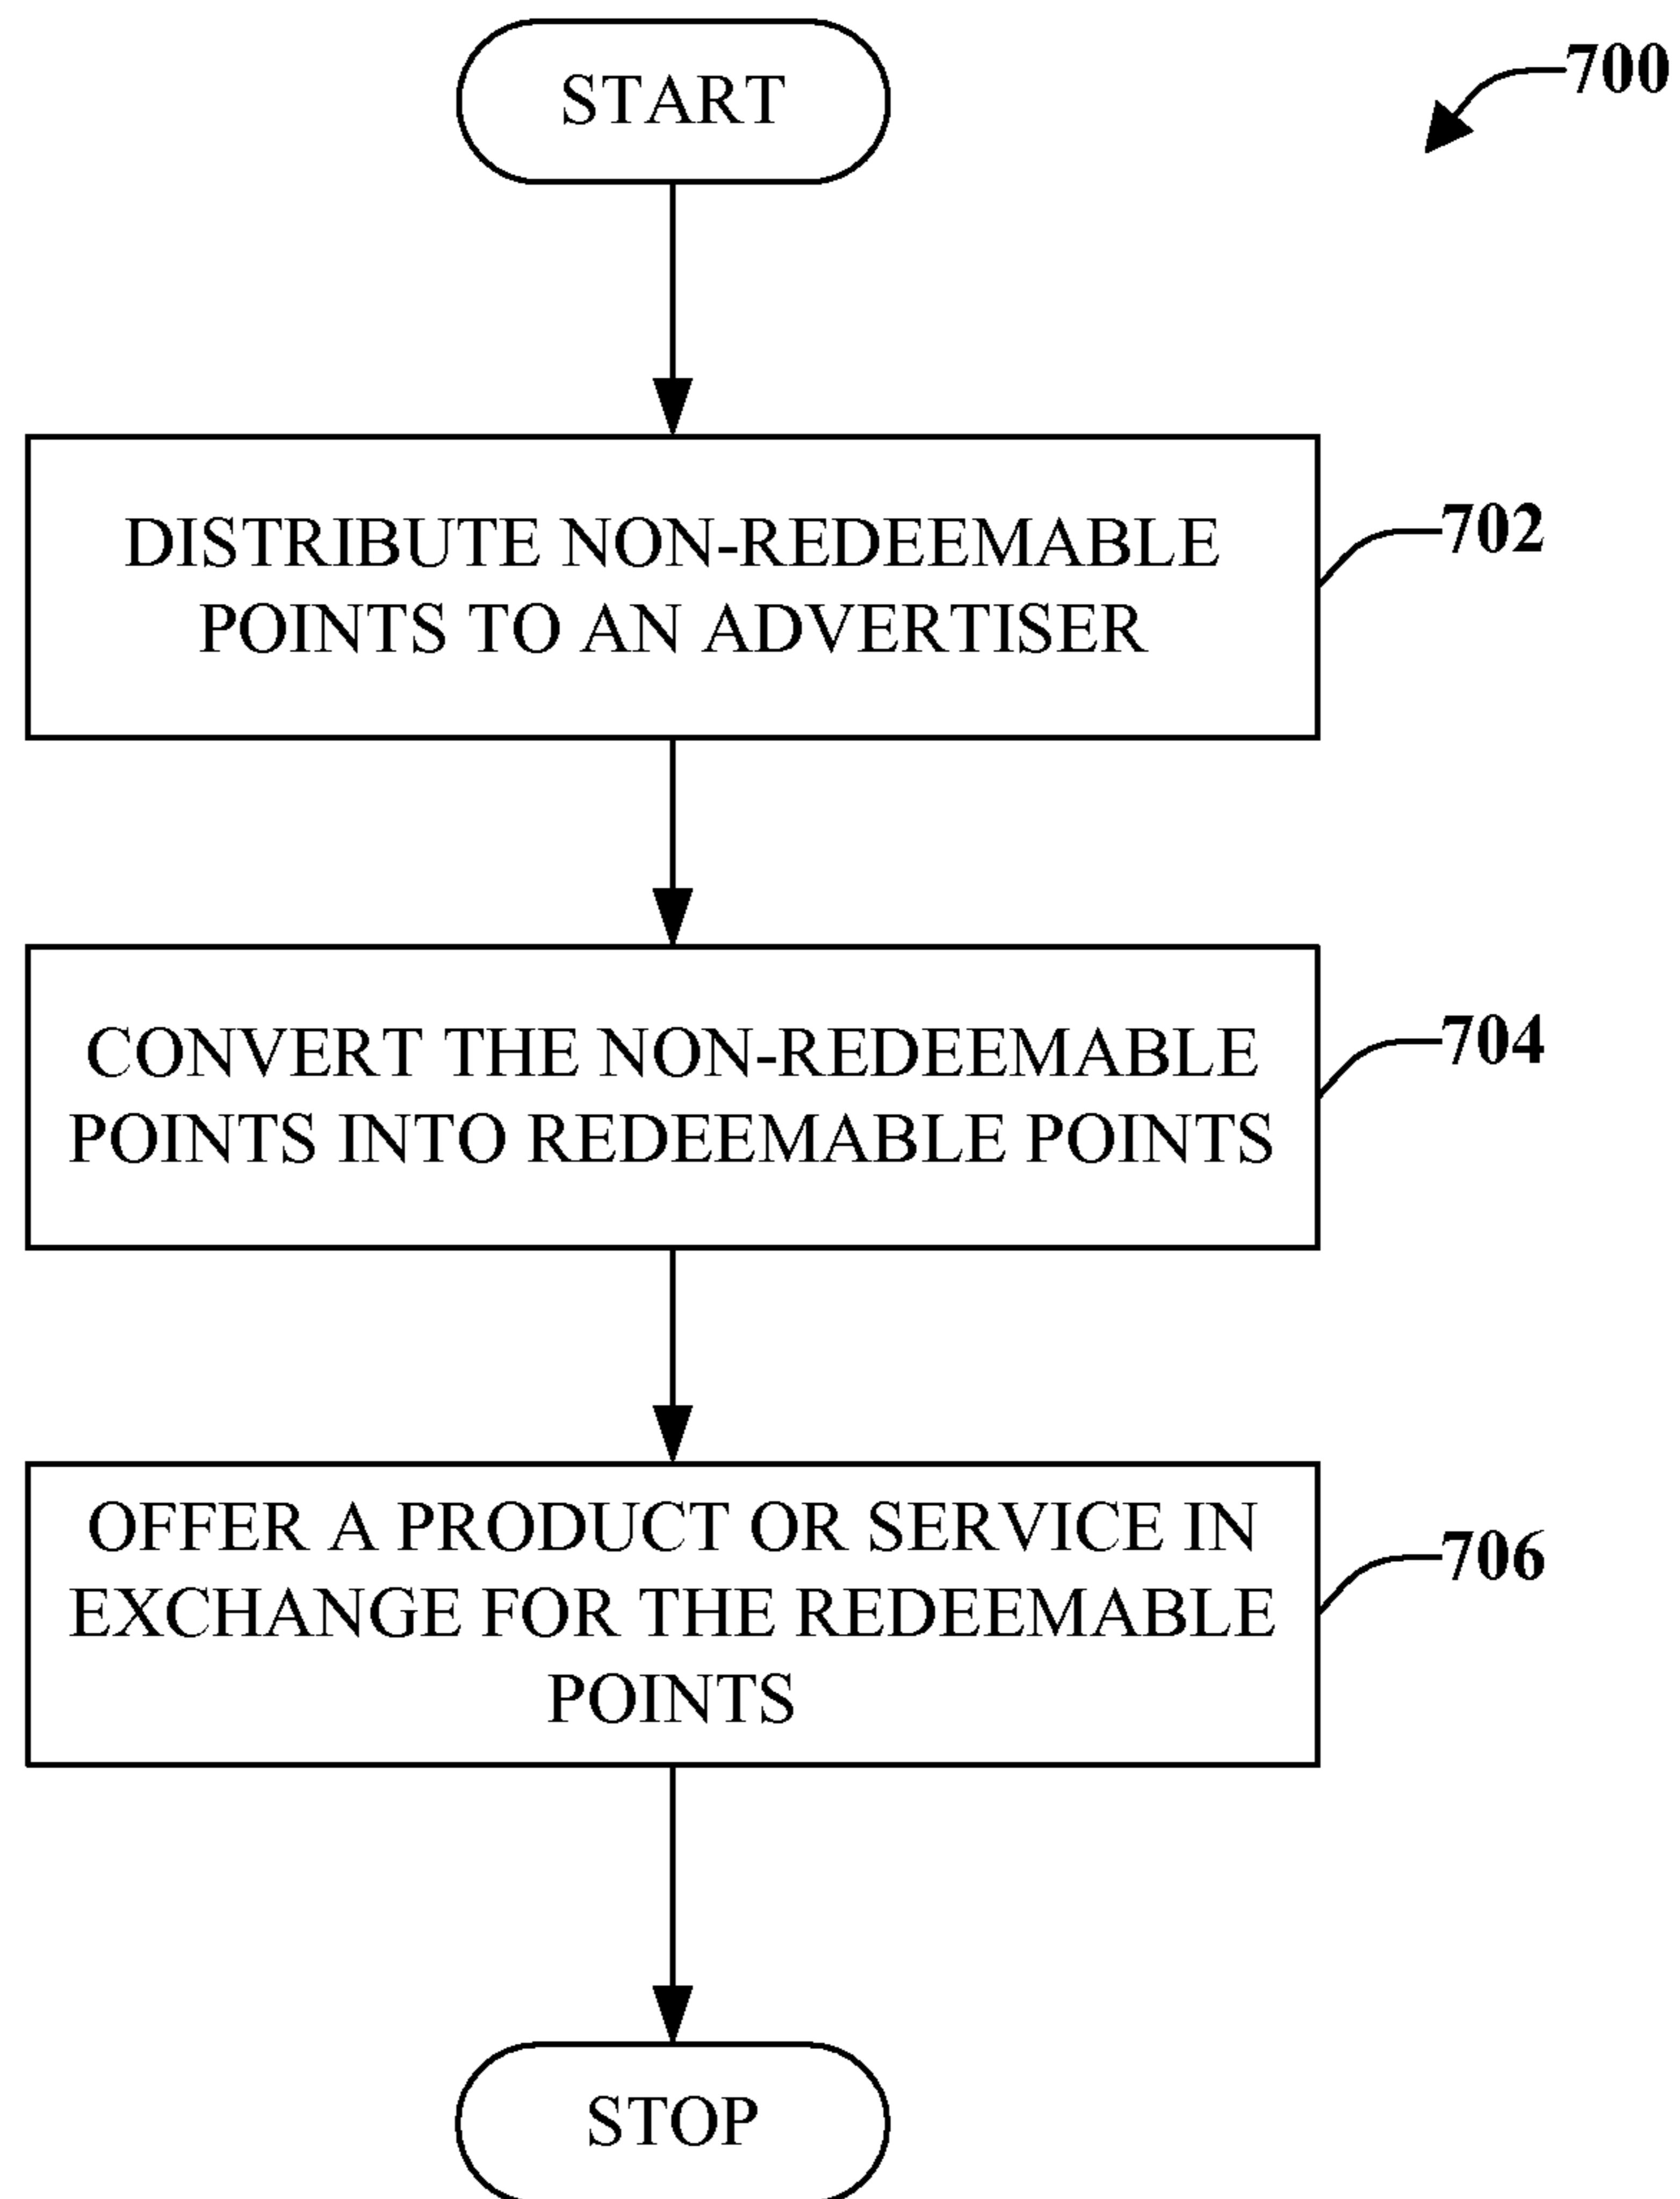 START
700
DISTRIBUTE NON-REDEEMABLE
POINTS TO AN ADVERTISER
702
CONVERT THE NON-REDEEMABLE
POINTS INTO REDEEMABLE POINTS
704
OFFER A PRODUCT OR SERVICE IN
EXCHANGE FOR THE REDEEMABLE
POINTS
706
STOP